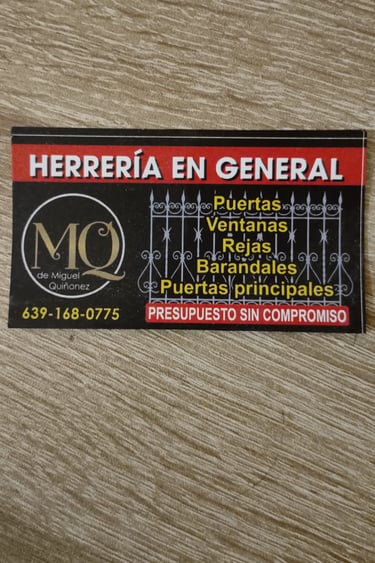 HERRERÍA EN GENERAL
MQ
de Miguel
Quiñonez
639-168-0775
Puertas
Ventanas
Rejas
Barandales
Puertas principales
PRESUPUESTO SIN COMPROMISO